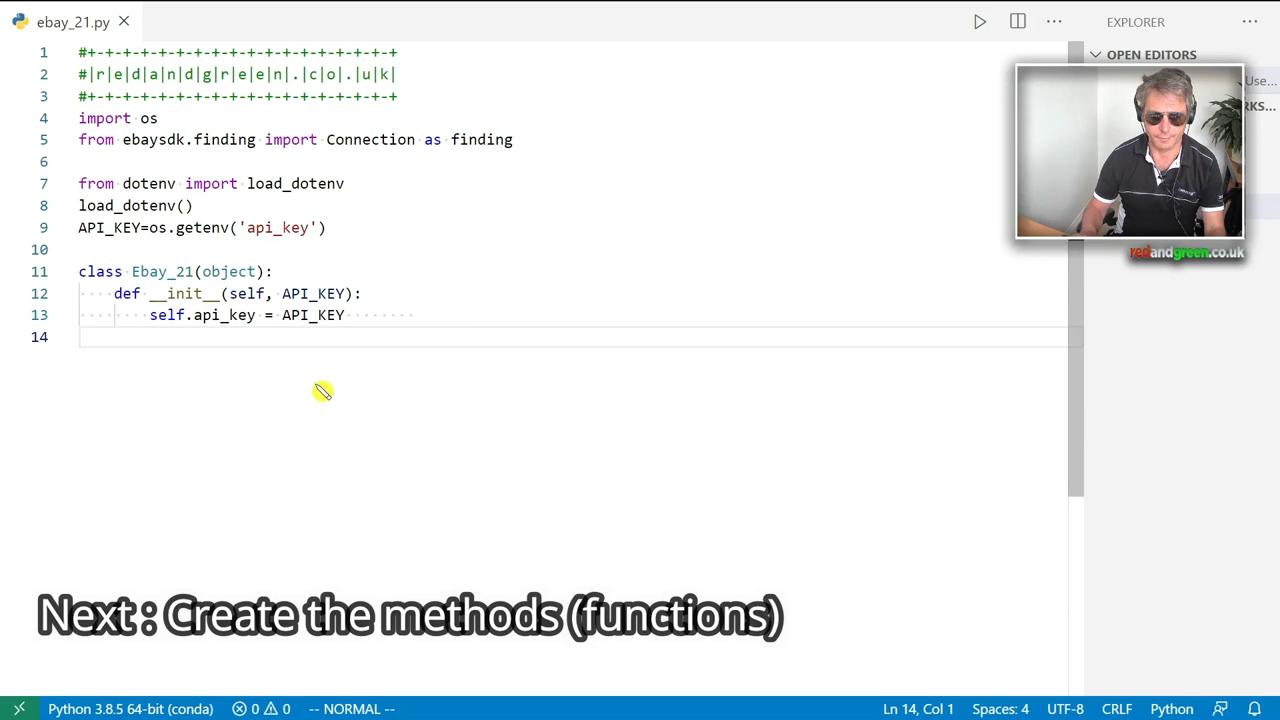 ebay_21.py
EXPLORER
OPEN EDITORS
Use...
RKS...
1 #+-+-+-+-+-+-+-+-+-+-+-+-+-+-+-+-+-+
2 #|r|e|d|a|n|d|g|r|e|e|n|.|c|o|.|u|k|
3 #+-+-+-+-+-+-+-+-+-+-+-+-+-+-+-+-+-+
4 import os
5 from ebaysdk.finding import Connection as finding
6
7 from dotenv import load_dotenv
8 load_dotenv()
9 API_KEY=os.getenv('api_key')
10
11 class Ebay_21(object):
12 def __init__(self, API_KEY):
13 self.api_key = API_KEY
14
redandgreen.co.uk
Next : Create the methods (functions)
Python 3.8.5 64-bit (conda) 0 0 -- NORMAL -- Ln 14, Col 1 Spaces: 4 UTF-8 CRLF Python